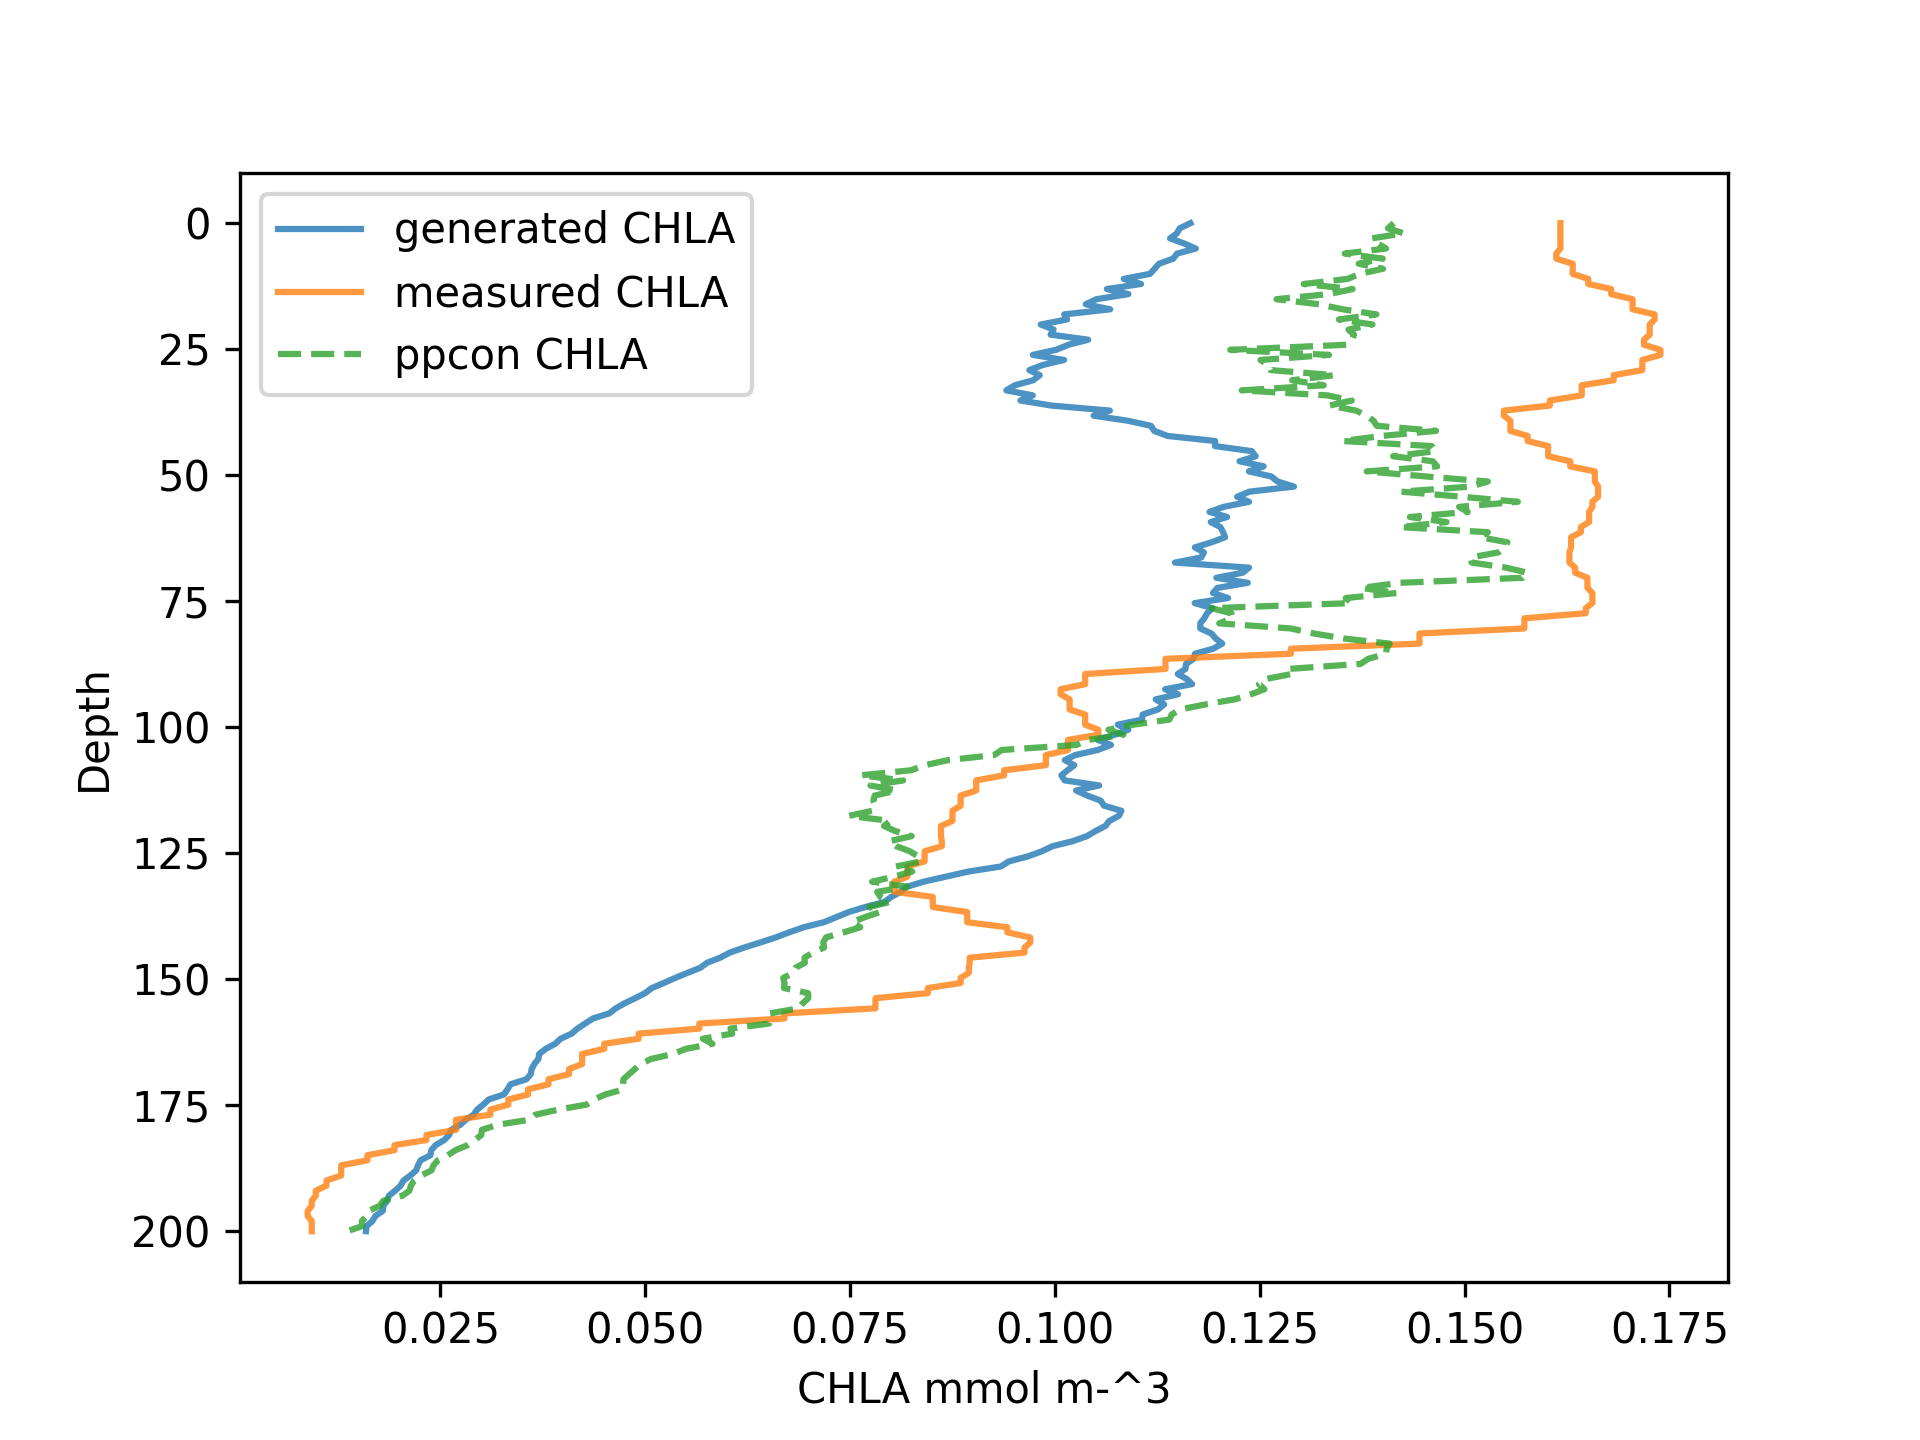 generated CHLA
measured CHLA
ppcon CHLA
0
25
50
75
100
125
150
175
200
Depth
0.025 0.050 0.075 0.100 0.125 0.150 0.175
CHLA mmol m-^3